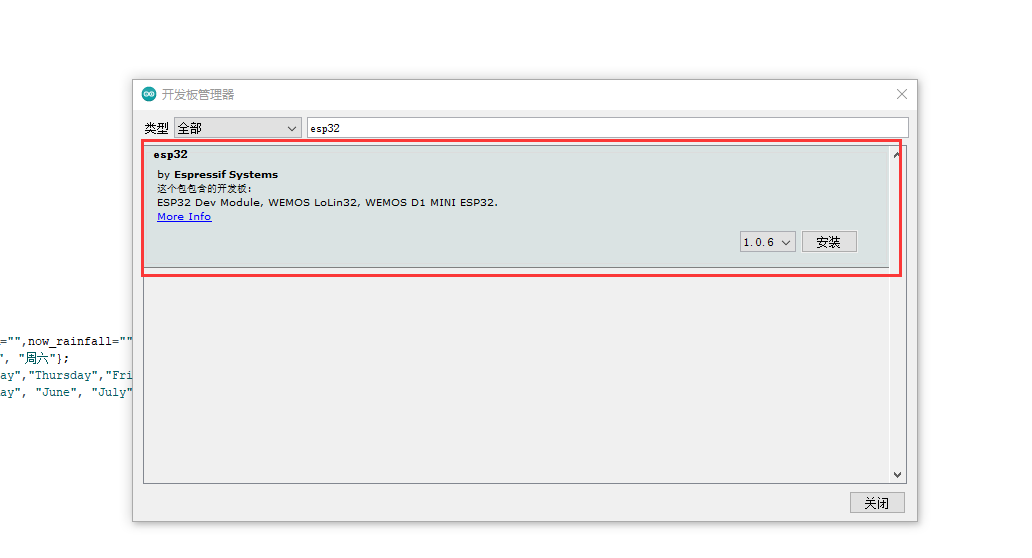 开发板管理器
类型 全部 esp32
esp32
by Espressif Systems
这个包包含的开发板:
ESP32 Dev Module, WEMOS LoLin32, WEMOS D1 MINI ESP32.
More Info
1.0.6 安装
="",now_rainfall=""
", "周六"};
ay","Thursday","Fri
ay", "June", "July"
关闭